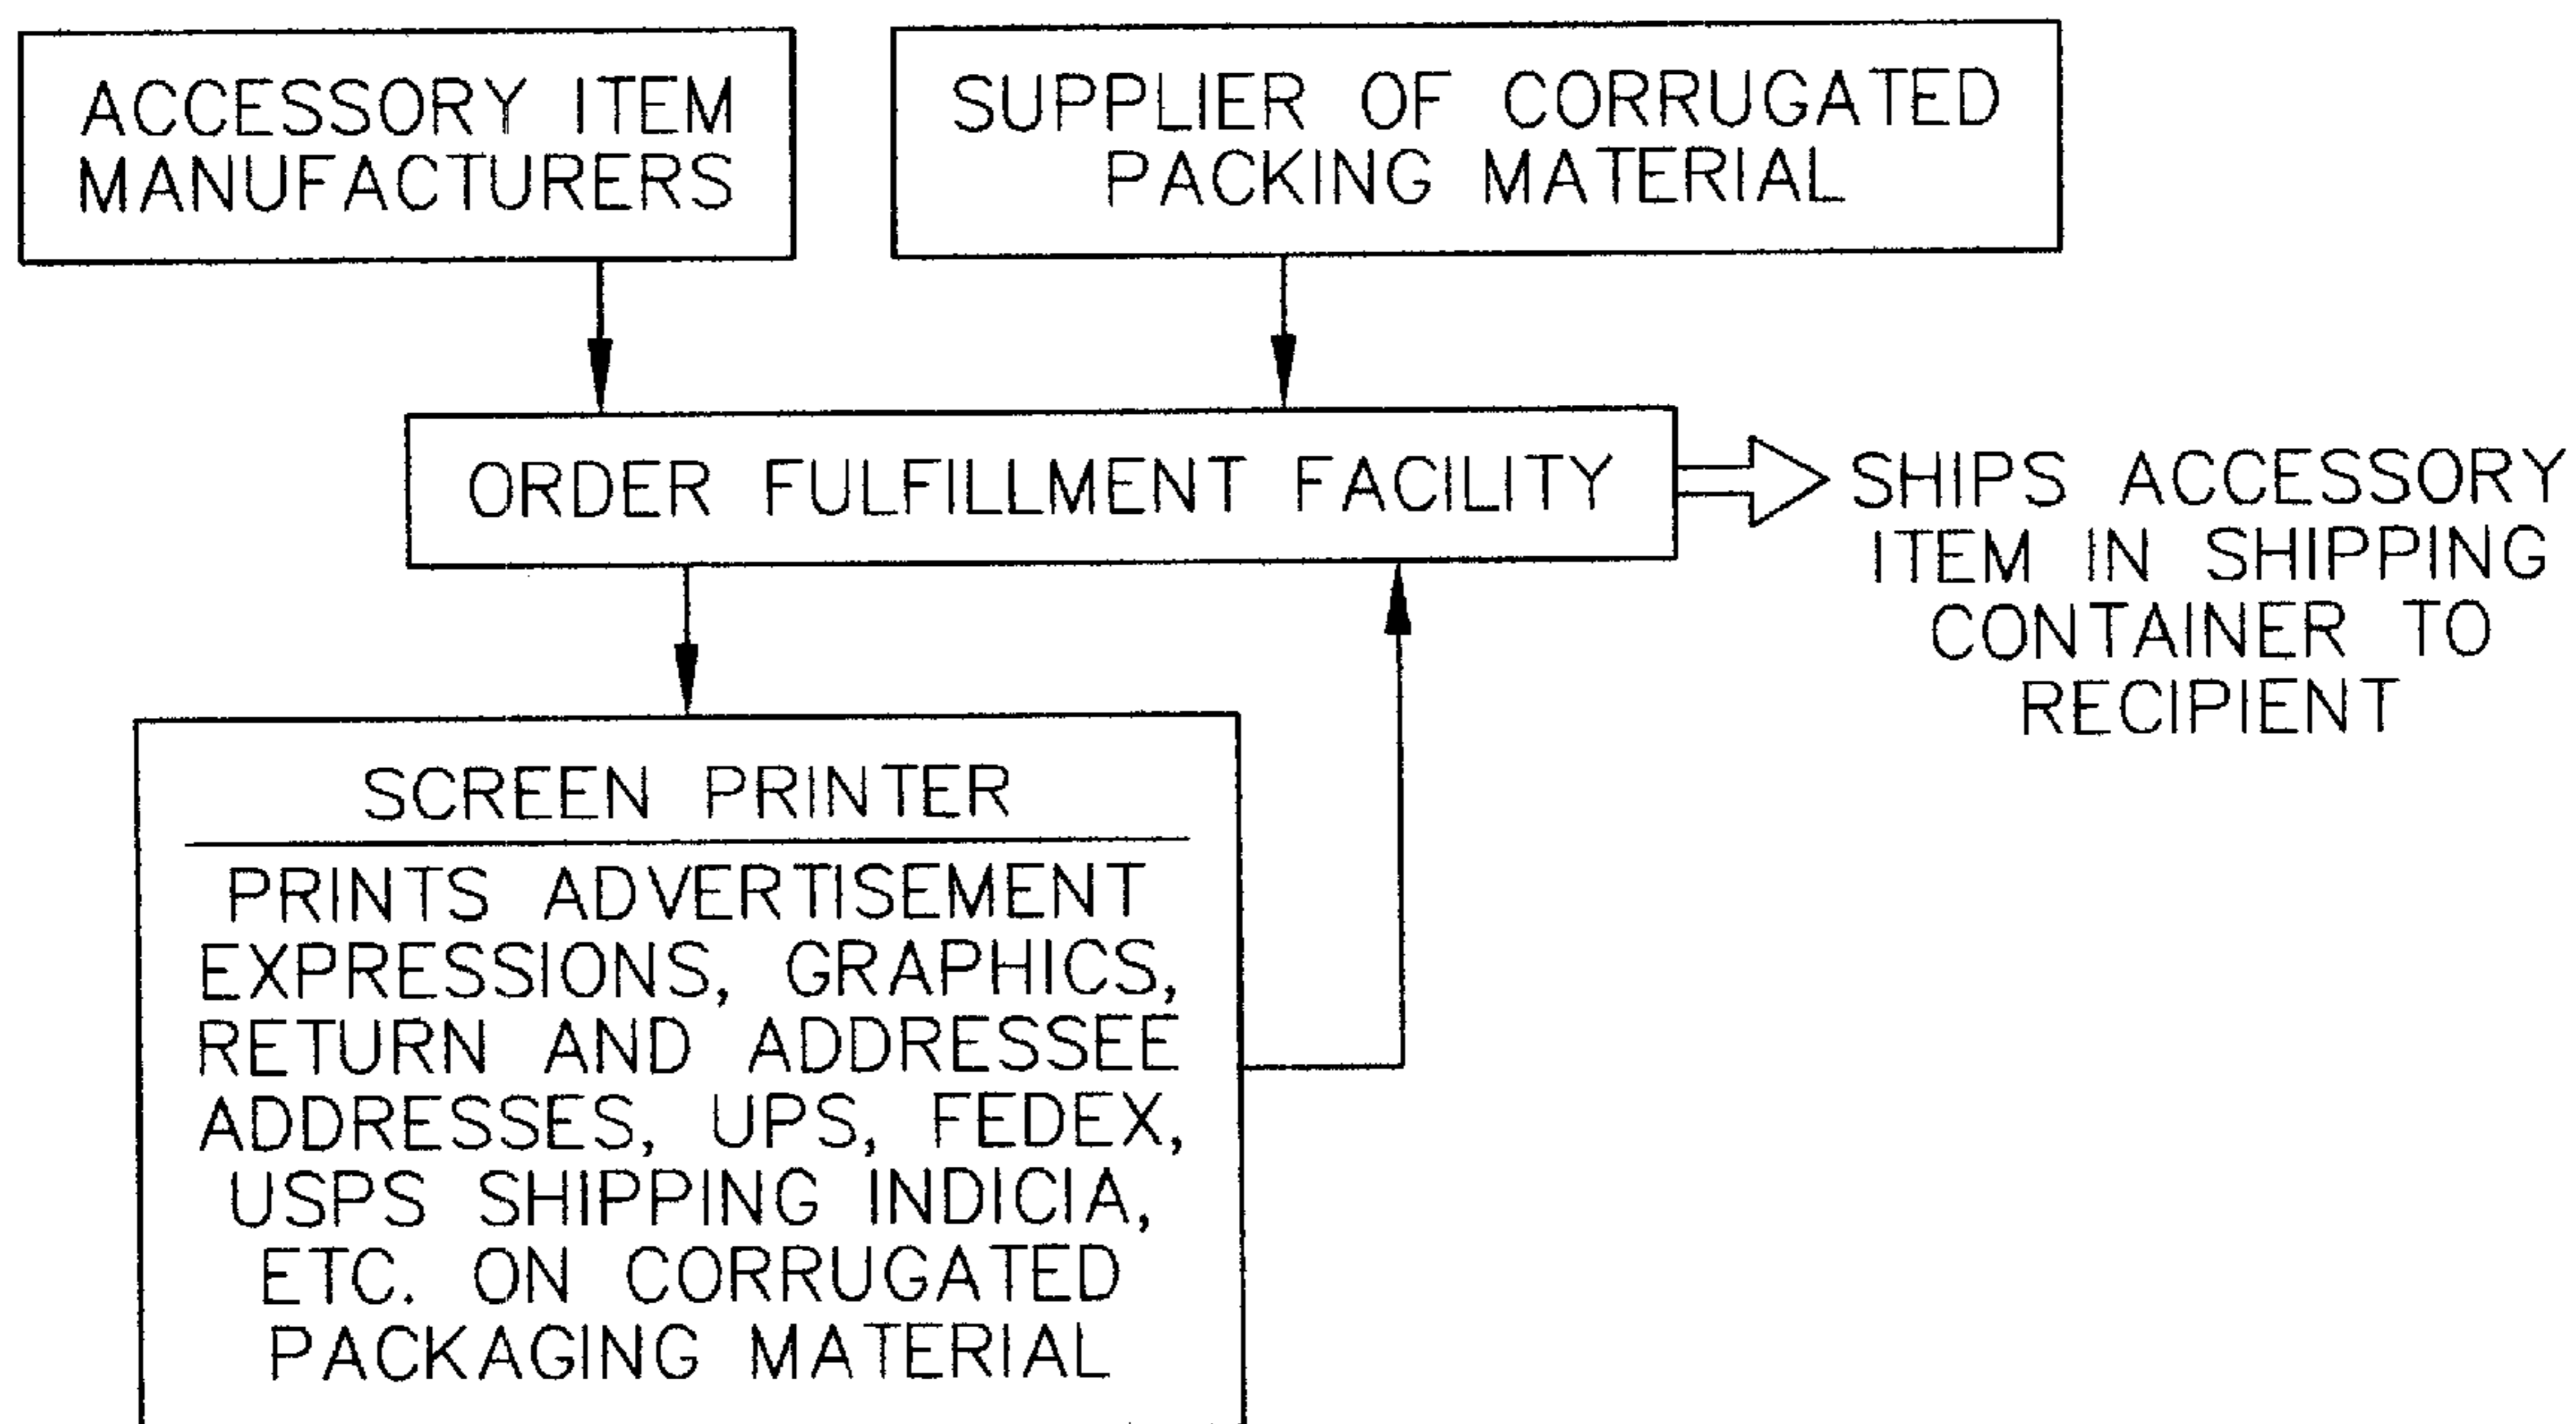 ACCESSORY ITEM
MANUFACTURERS
SUPPLIER OF CORRUGATED
PACKING MATERIAL
ORDER FULFILLMENT FACILITY
SHIPS ACCESSORY
ITEM IN SHIPPING
CONTAINER TO
RECIPIENT
SCREEN PRINTER
PRINTS ADVERTISEMENT
EXPRESSIONS, GRAPHICS,
RETURN AND ADDRESSEE
ADDRESSES, UPS, FEDEX,
USPS SHIPPING INDICIA,
ETC. ON CORRUGATED
PACKAGING MATERIAL